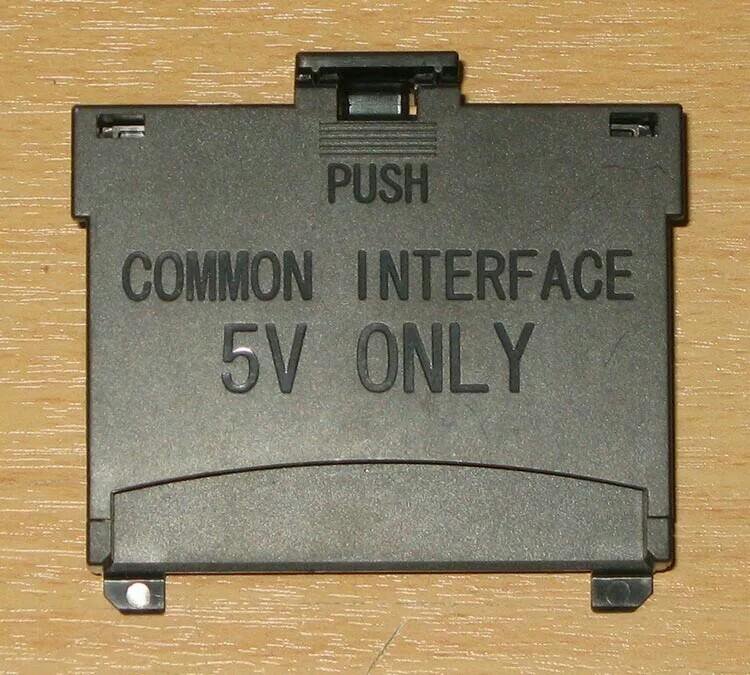 PUSH
COMMON INTERFACE
5V ONLY